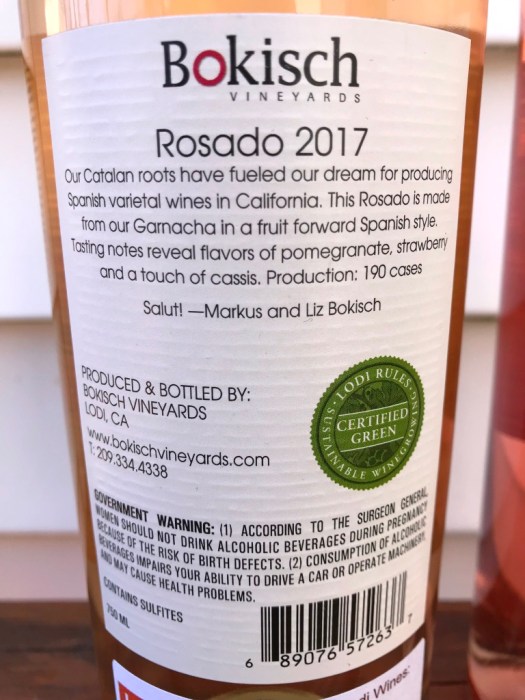 Bokisch
VINEYARDS
Rosado 2017
Our Catalan roots have fueled our dream for producing
Spanish varietal wines in California. This Rosado is made
from our Garnacha in a fruit forward Spanish style.
Tasting notes reveal flavors of pomegranate, strawberry
and a touch of cassis. Production: 190 cases
Salut! —Markus and Liz Bokisch
PRODUCED & BOTTLED BY:
BOKISCH VINEYARDS
LODI, CA
www.bokischvineyards.com
T: 209.334.4338
LODI RULES
CERTIFIED
GREEN
SUSTAINABLE WINEGROWING
GOVERNMENT WARNING: (1) ACCORDING TO THE SURGEON GENERAL,
WOMEN SHOULD NOT DRINK ALCOHOLIC BEVERAGES DURING PREGNANCY
BECAUSE OF THE RISK OF BIRTH DEFECTS. (2) CONSUMPTION OF ALCOHOLIC
BEVERAGES IMPAIRS YOUR ABILITY TO DRIVE A CAR OR OPERATE MACHINERY,
AND MAY CAUSE HEALTH PROBLEMS.
CONTAINS SULFITES
750 ML
6 89076 57263 7
Wines: